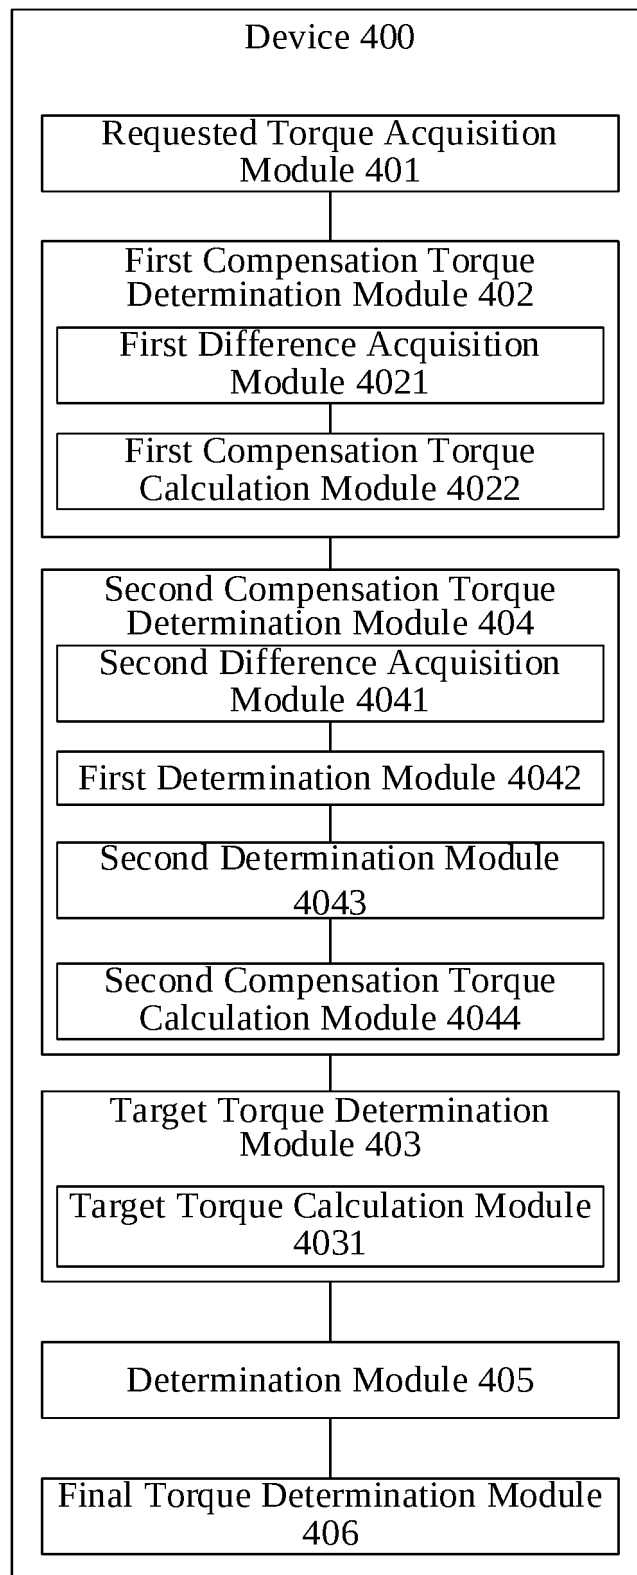 Device 400
Requested Torque Acquisition
Module 401
First Compensation Torque
Determination Module 402
First Difference Acquisition
Module 4021
First Compensation Torque
Calculation Module 4022
Second Compensation Torque
Determination Module 404
Second Difference Acquisition
Module 4041
First Determination Module 4042
Second Determination Module
4043
Second Compensation Torque
Calculation Module 4044
Target Torque Determination
Module 403
Target Torque Calculation Module
4031
Determination Module 405
Final Torque Determination Module
406